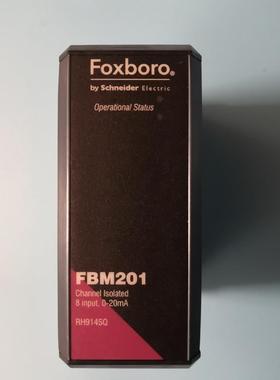 Foxboro®
by Schneider Electric
Operational Status
FBM201
Channel Isolated
8 input, 0-20mA
RH914SQ